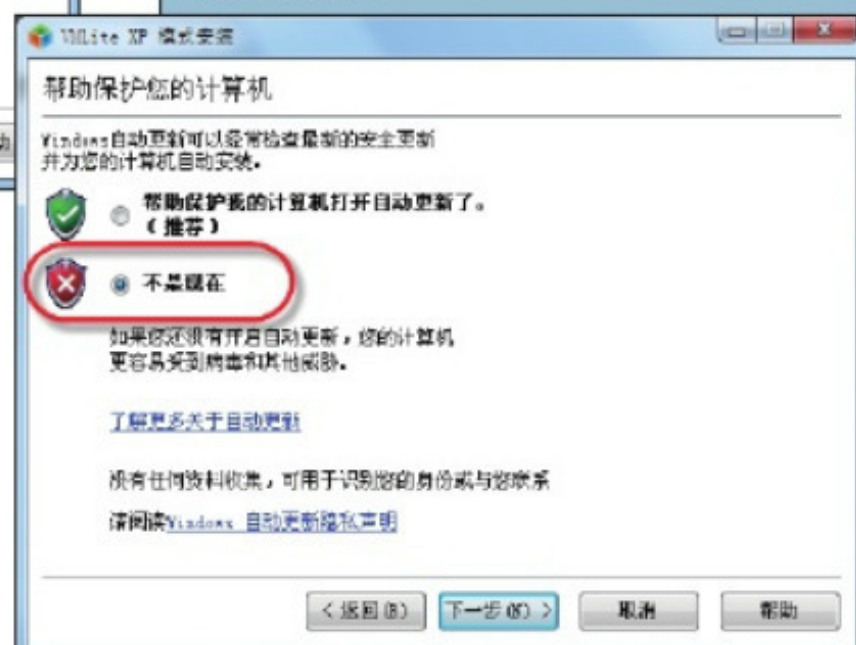 VMLite XP 模式安装
帮助保护您的计算机
Windows自动更新可以经常检查最新的安全更新
并为您的计算机自动安装。
帮助保护我的计算机打开自动更新了。
（推荐）
不是现在
如果您还没有开启自动更新，您的计算机
更容易受到病毒和其他威胁。
了解更多关于自动更新
没有任何资料收集，可用于识别您的身份或与您联系
请阅读Windows 自动更新隐私声明
< 返回(B)
下一步(N) >
取消
帮助